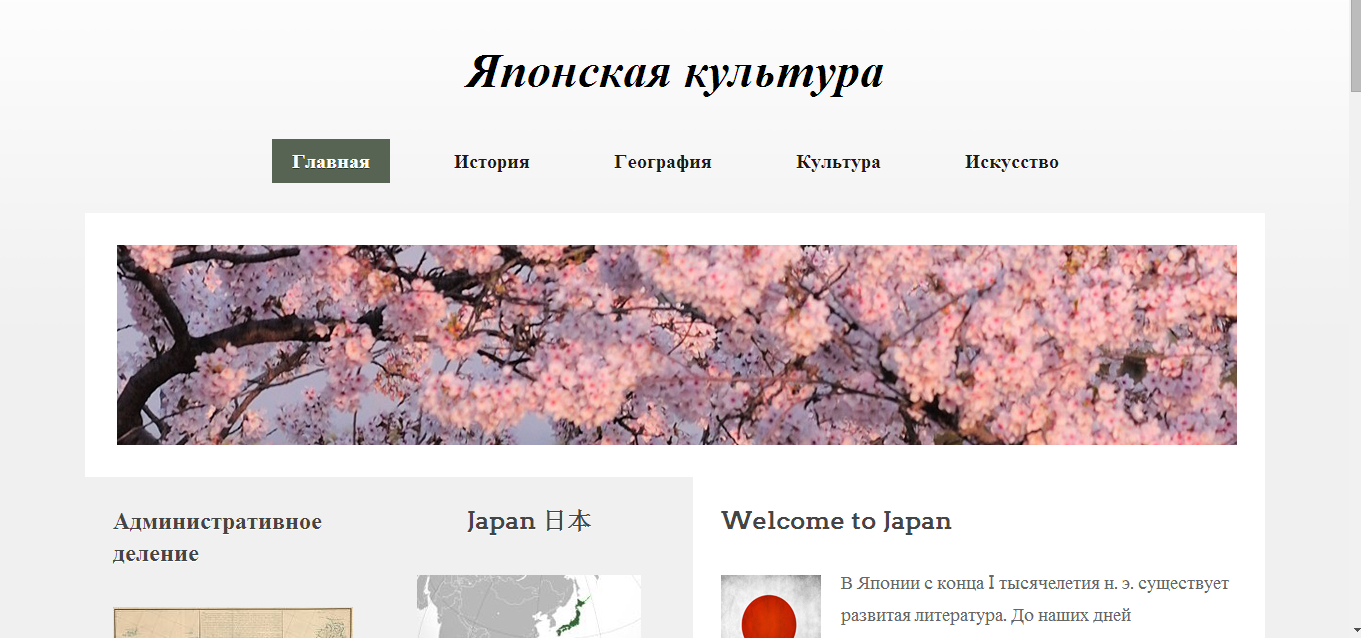 Японская культура
Главная
История
География
Культура
Искусство
Административное
деление
Japan 日本
Welcome to Japan
В Японии с конца I тысячелетия н. э. существует
развитая литература. До наших дней